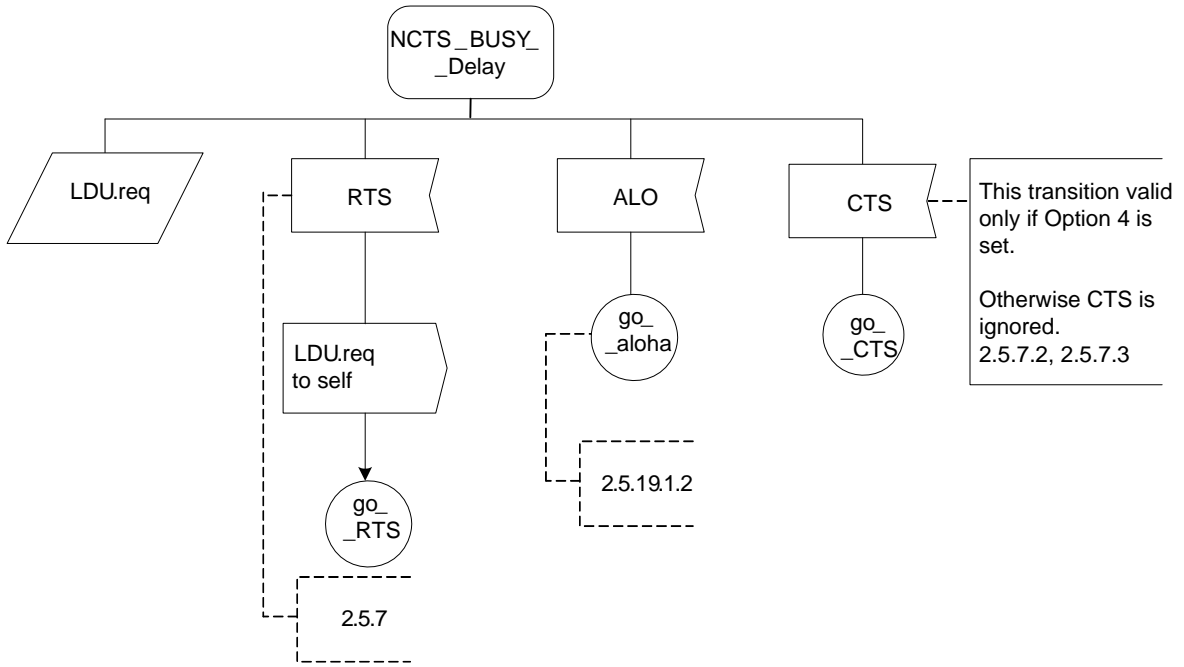 NCTS_BUSY_
_Delay
LDU.req
RTS
ALO
CTS
This transition valid
only if Option 4 is
set.
Otherwise CTS is
ignored.
2.5.7.2, 2.5.7.3
LDU.req
to self
go_
_aloha
go_
_CTS
2.5.19.1.2
go_
_RTS
2.5.7